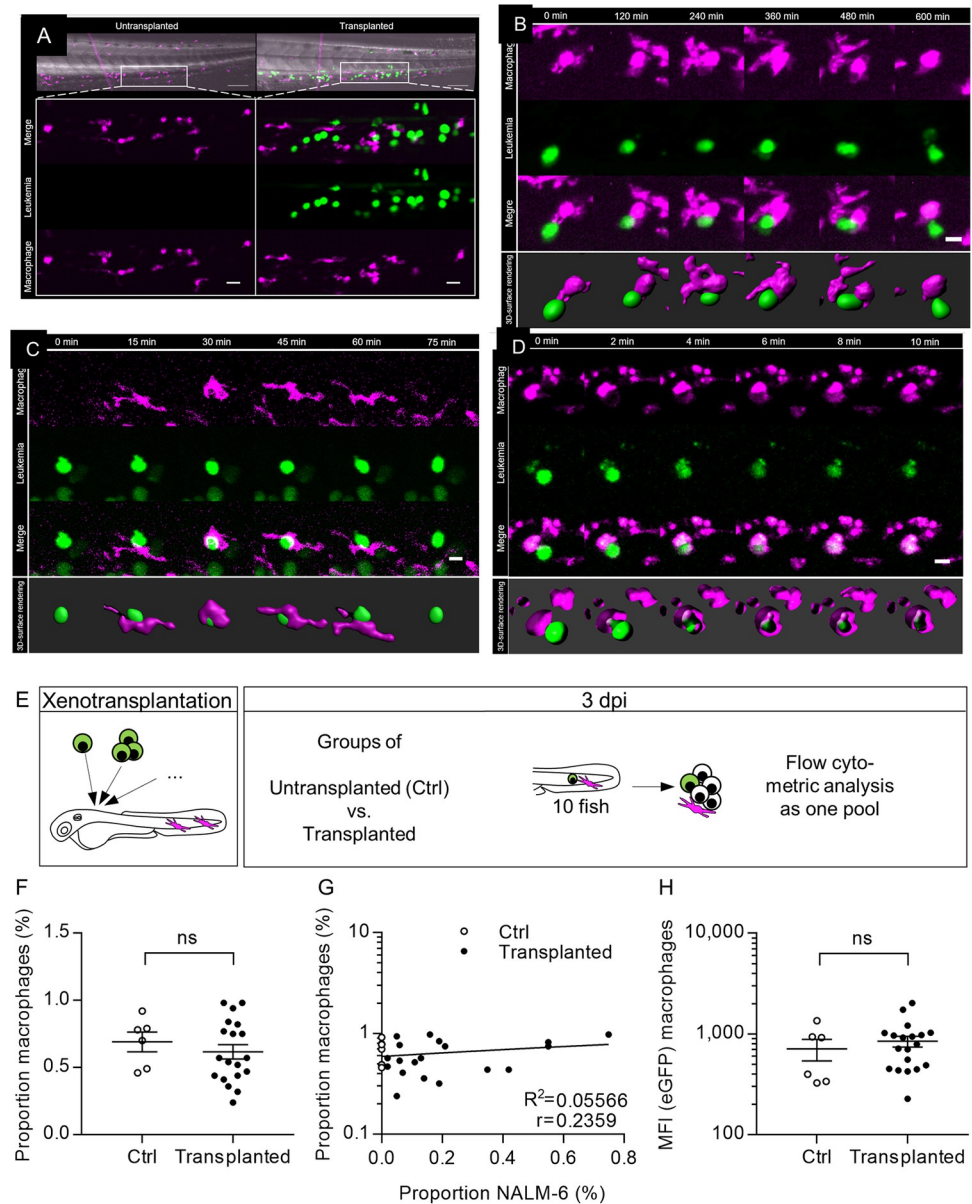 A
Untransplanted
Transplanted
Merge
Leukemia
Macrophage
B
0 min 120 min 240 min 360 min 480 min 600 min
Macrophag
Leukemia
Megre
3D-surface rendering
C
0 min 15 min 30 min 45 min 60 min 75 min
Macrophag
Leukemia
Merge
3D-surface rendering
D
0 min 2 min 4 min 6 min 8 min 10 min
Macrophag
Leukemia
Megre
3D-surface rendering
E
Xenotransplantation
...
3 dpi
Groups of
Untransplanted (Ctrl)
vs.
Transplanted
10 fish
Flow cyto-
metric analysis
as one pool
F
Proportion macrophages (%)
1.5
1.0
0.5
0.0
ns
Ctrl Transplanted
G
Proportion macrophages (%)
10
1
0.1
Ctrl
Transplanted
R²=0.05566
r=0.2359
0.0 0.2 0.4 0.6 0.8
Proportion NALM-6 (%)
H
MFI (eGFP) macrophages
10,000
1,000
100
ns
Ctrl Transplanted